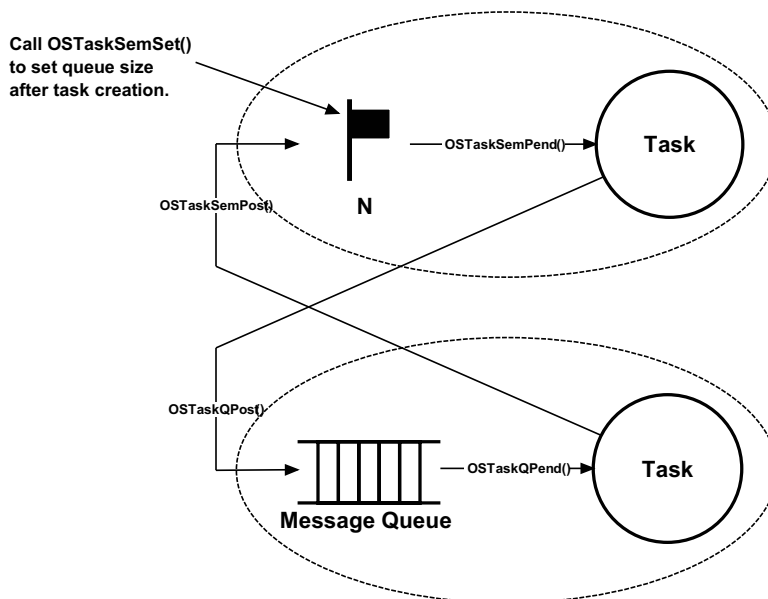 Call OSTaskSemSet()
to set queue size
after task creation.
OSTaskSemPend()
Task
OSTaskSemPost()
N
OSTaskQPost()
OSTaskQPend()
Task
Message Queue